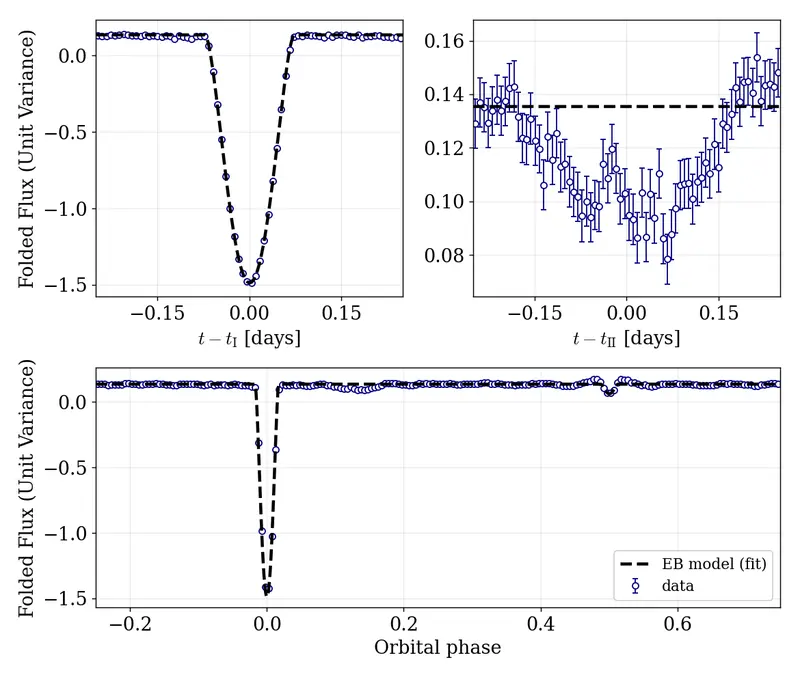 Folded Flux (Unit Variance)
0.0
−0.5
−1.0
−1.5
−0.15 0.00 0.15
t − t_I [days]
0.16
0.14
0.12
0.10
0.08
−0.15 0.00 0.15
t − t_II [days]
Folded Flux (Unit Variance)
0.0
−0.5
−1.0
−1.5
EB model (fit)
data
−0.2 0.0 0.2 0.4 0.6
Orbital phase